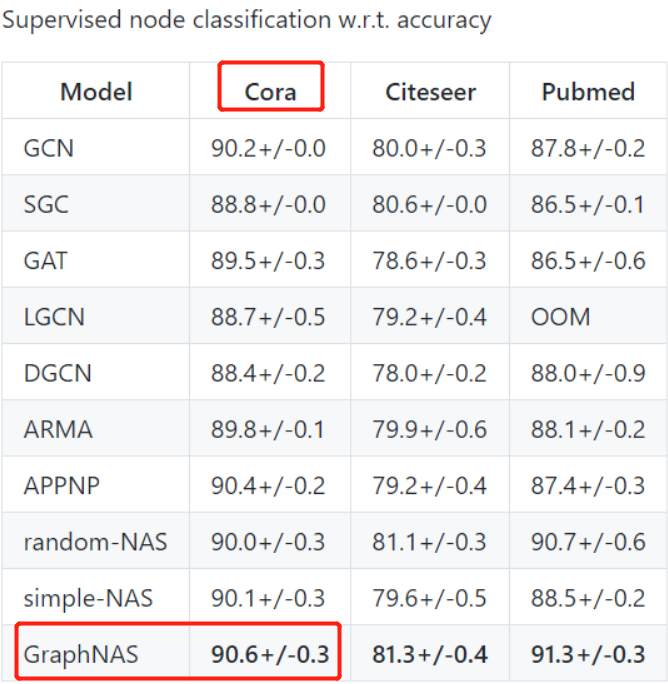 Supervised node classification w.r.t. accuracy
Model Cora Citeseer Pubmed
GCN 90.2+/-0.0 80.0+/-0.3 87.8+/-0.2
SGC 88.8+/-0.0 80.6+/-0.0 86.5+/-0.1
GAT 89.5+/-0.3 78.6+/-0.3 86.5+/-0.6
LGCN 88.7+/-0.5 79.2+/-0.4 OOM
DGCN 88.4+/-0.2 78.0+/-0.2 88.0+/-0.9
ARMA 89.8+/-0.1 79.9+/-0.6 88.1+/-0.2
APPNP 90.4+/-0.2 79.2+/-0.4 87.4+/-0.3
random-NAS 90.0+/-0.3 81.1+/-0.3 90.7+/-0.6
simple-NAS 90.1+/-0.3 79.6+/-0.5 88.5+/-0.2
GraphNAS 90.6+/-0.3 81.3+/-0.4 91.3+/-0.3